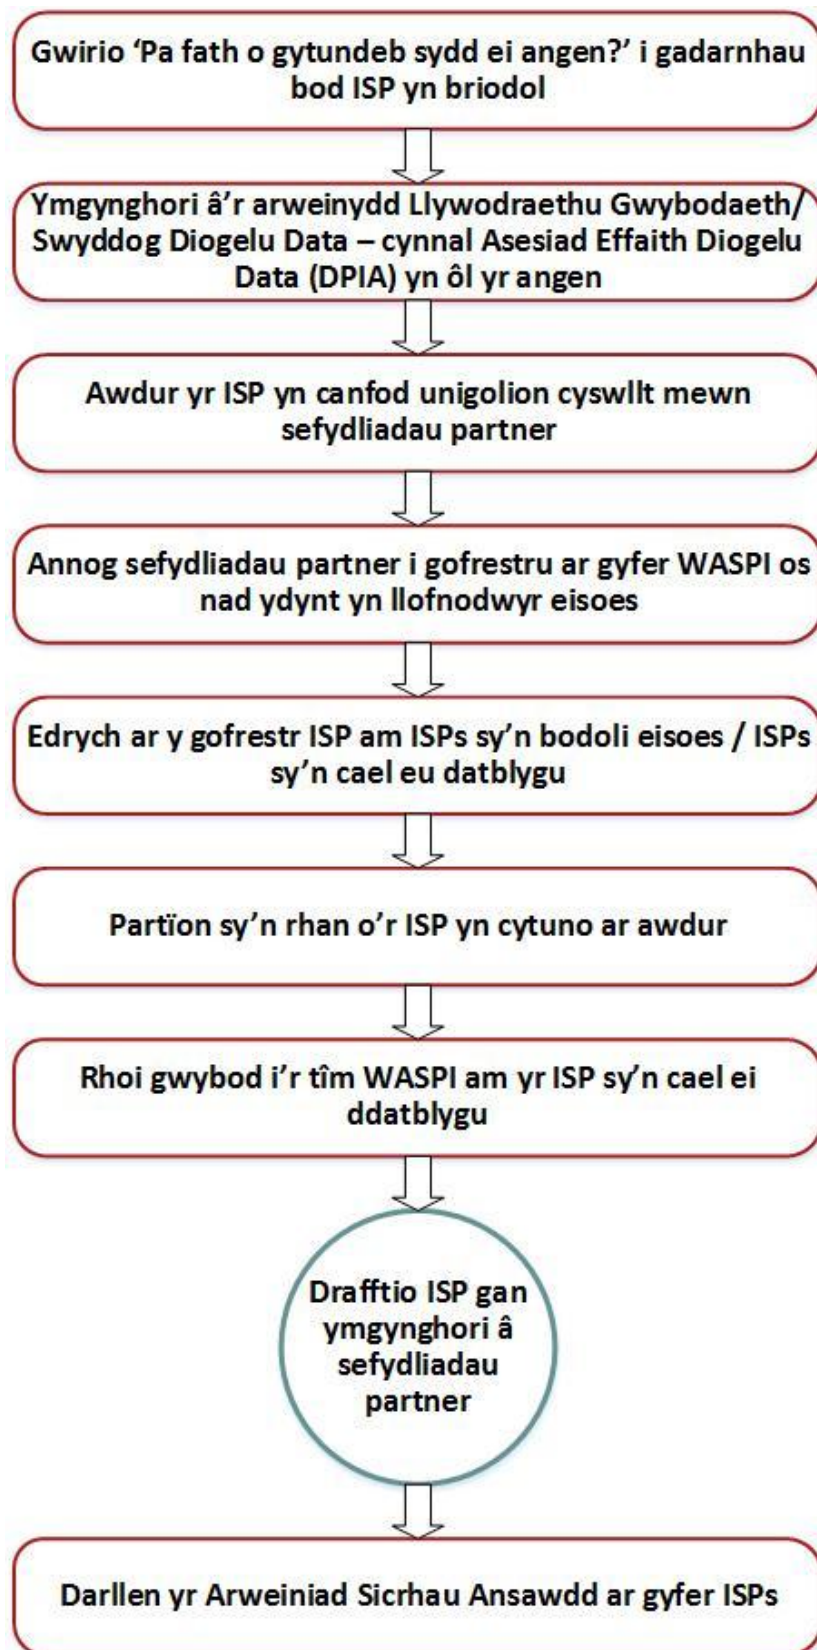 Gwirio ‘Pa fath o gytundeb sydd ei angen?’ i gadarnhau
bod ISP yn briodol
Ymgynghori â’r arweinydd Llywodraethu Gwybodaeth/
Swyddog Diogelu Data – cynnal Asesiad Effaith Diogelu
Data (DPIA) yn ôl yr angen
Awdur yr ISP yn canfod unigolion cyswllt mewn
sefydliadau partner
Annog sefydliadau partner i gofrestru ar gyfer WASPI os
nad ydynt yn llofnodwyr eisoes
Edrych ar y gofrestr ISP am ISPs sy’n bodoli eisoes / ISPs
sy’n cael eu datblygu
Partïon sy’n rhan o’r ISP yn cytuno ar awdur
Rhoi gwybod i’r tîm WASPI am yr ISP sy’n cael ei
ddatblygu
Drafftio ISP gan
ymgynghori â
sefydliadau
partner
Darllen yr Arweiniad Sicrhau Ansawdd ar gyfer ISPs